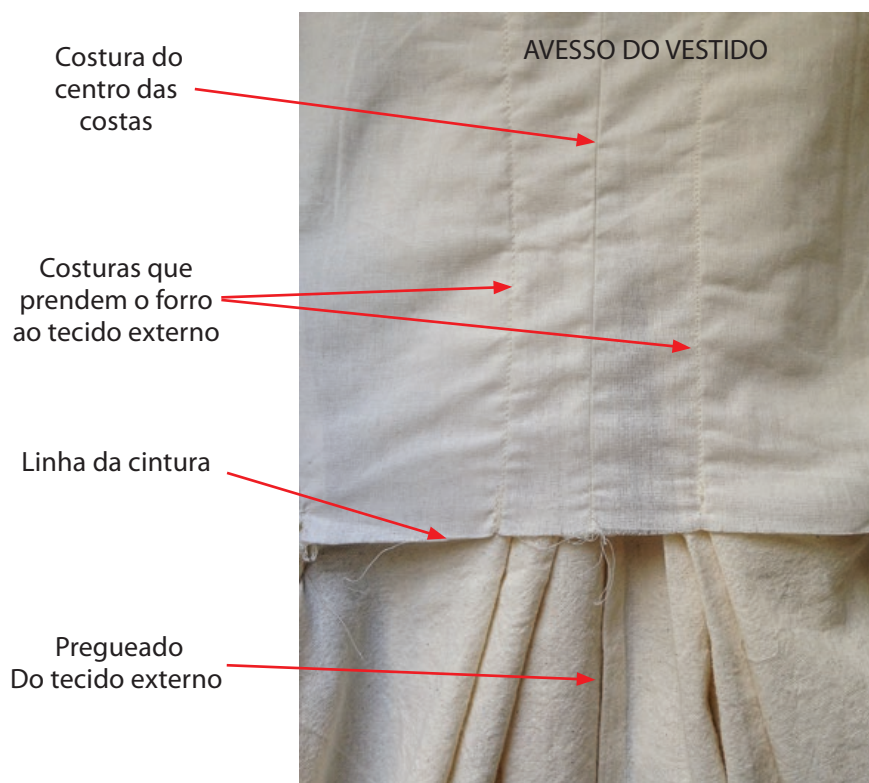 AVESSO DO VESTIDO
Costura do
centro das
costas
Costuras que
prendem o forro
ao tecido externo
Linha da cintura
Pregueado
Do tecido externo